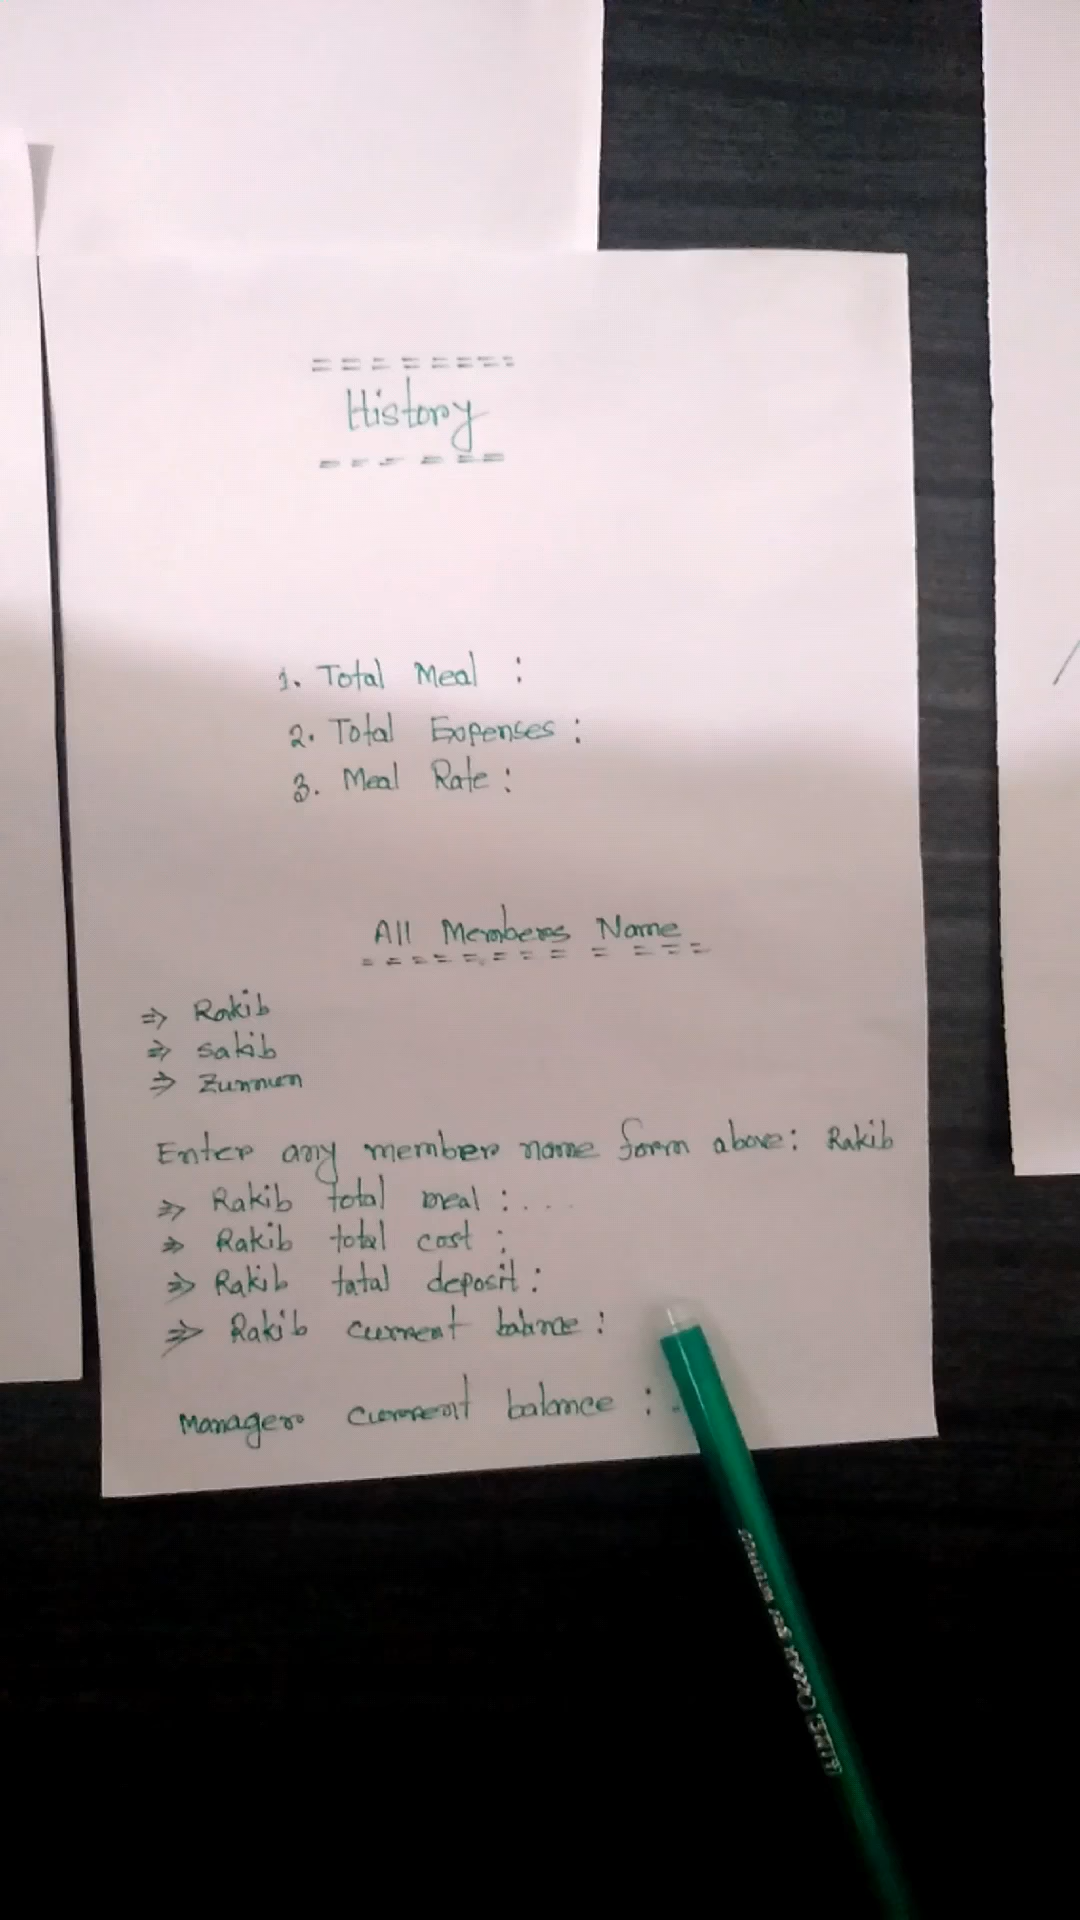 = = = = = = = =
History
= = = = = =
1. Total Meal :
2. Total Expenses :
3. Meal Rate :
All Members Name
= = = = = = = = = = = =
⇒ Rakib
⇒ sakib
⇒ Zunnun
Enter any member name form above: Rakib
⇒ Rakib total meal : ....
⇒ Rakib total cost :
⇒ Rakib tatal deposit :
⇒ Rakib current balance :
Manager current balance : .